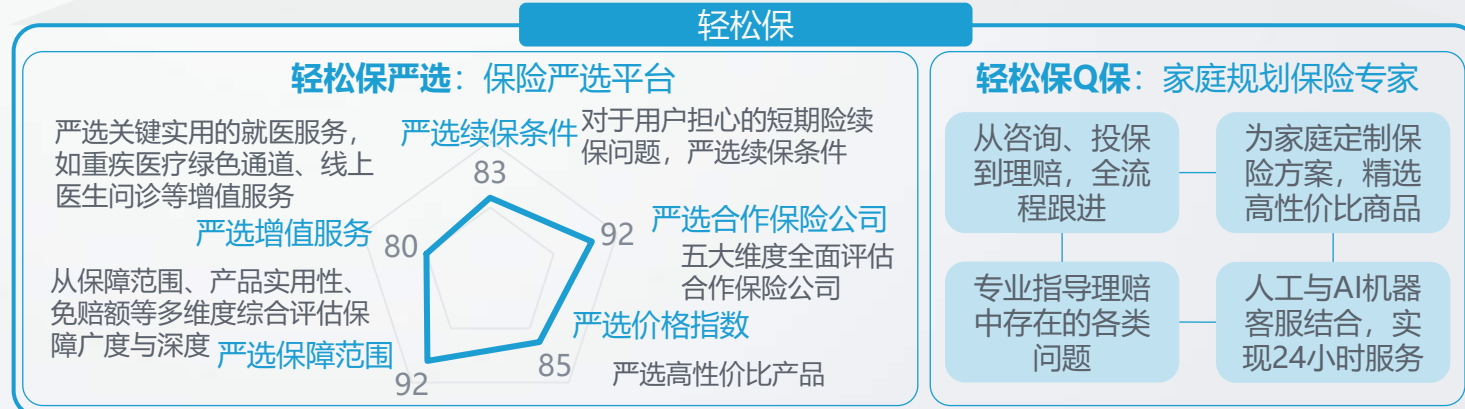 轻松保
轻松保严选：保险严选平台
严选关键实用的就医服务，
如重疾医疗绿色通道、线上
医生问诊等增值服务
严选续保条件
83
对于用户担心的短期险续
保问题，严选续保条件
严选增值服务
80
严选合作保险公司
92
五大维度全面评估
合作保险公司
从保障范围、产品实用性、
免赔额等多维度综合评估保
障广度与深度
严选保障范围
92
严选价格指数
85
严选高性价比产品
轻松保Q保：家庭规划保险专家
从咨询、投保
到理赔，全流
程跟进
为家庭定制保
险方案，精选
高性价比商品
专业指导理赔
中存在的各类
问题
人工与AI机器
客服结合，实
现24小时服务